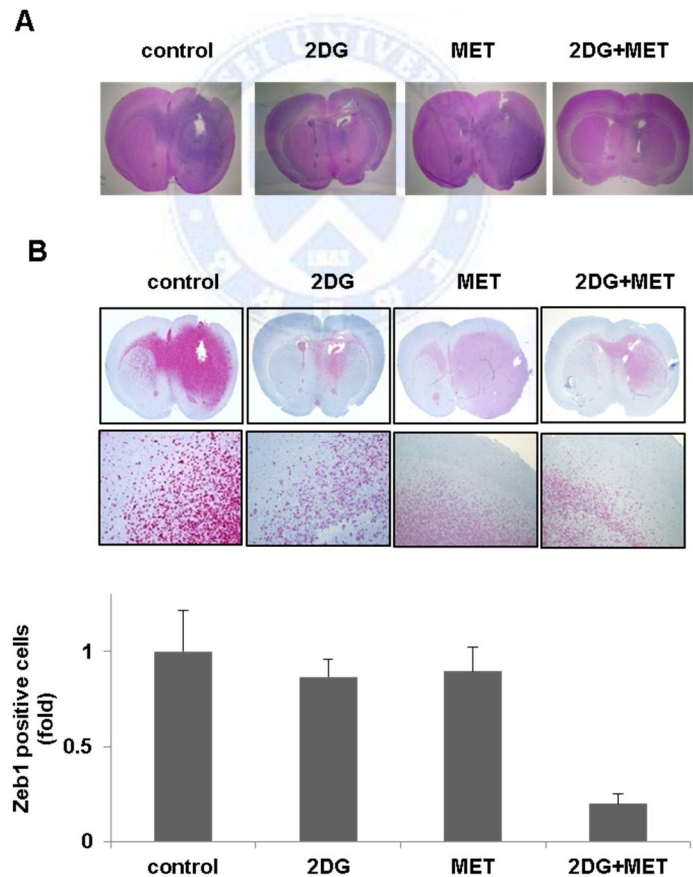 A
control 2DG MET 2DG+MET
B
control 2DG MET 2DG+MET
Zeb1 positive cells
(fold)
1
0.5
0
control 2DG MET 2DG+MET
1885